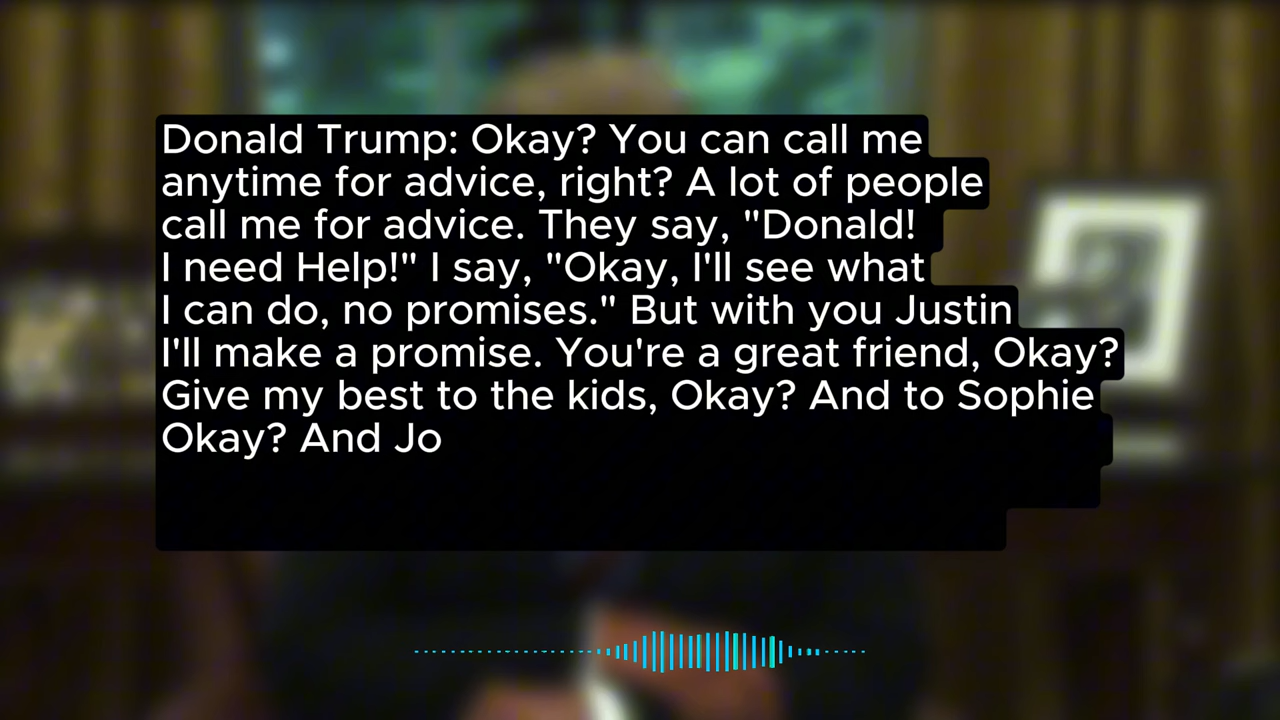 Donald Trump: Okay? You can call me
anytime for advice, right? A lot of people
call me for advice. They say, "Donald!
I need Help!" I say, "Okay, I'll see what
I can do, no promises." But with you Justin
I'll make a promise. You're a great friend, Okay?
Give my best to the kids, Okay? And to Sophie
Okay? And Jo